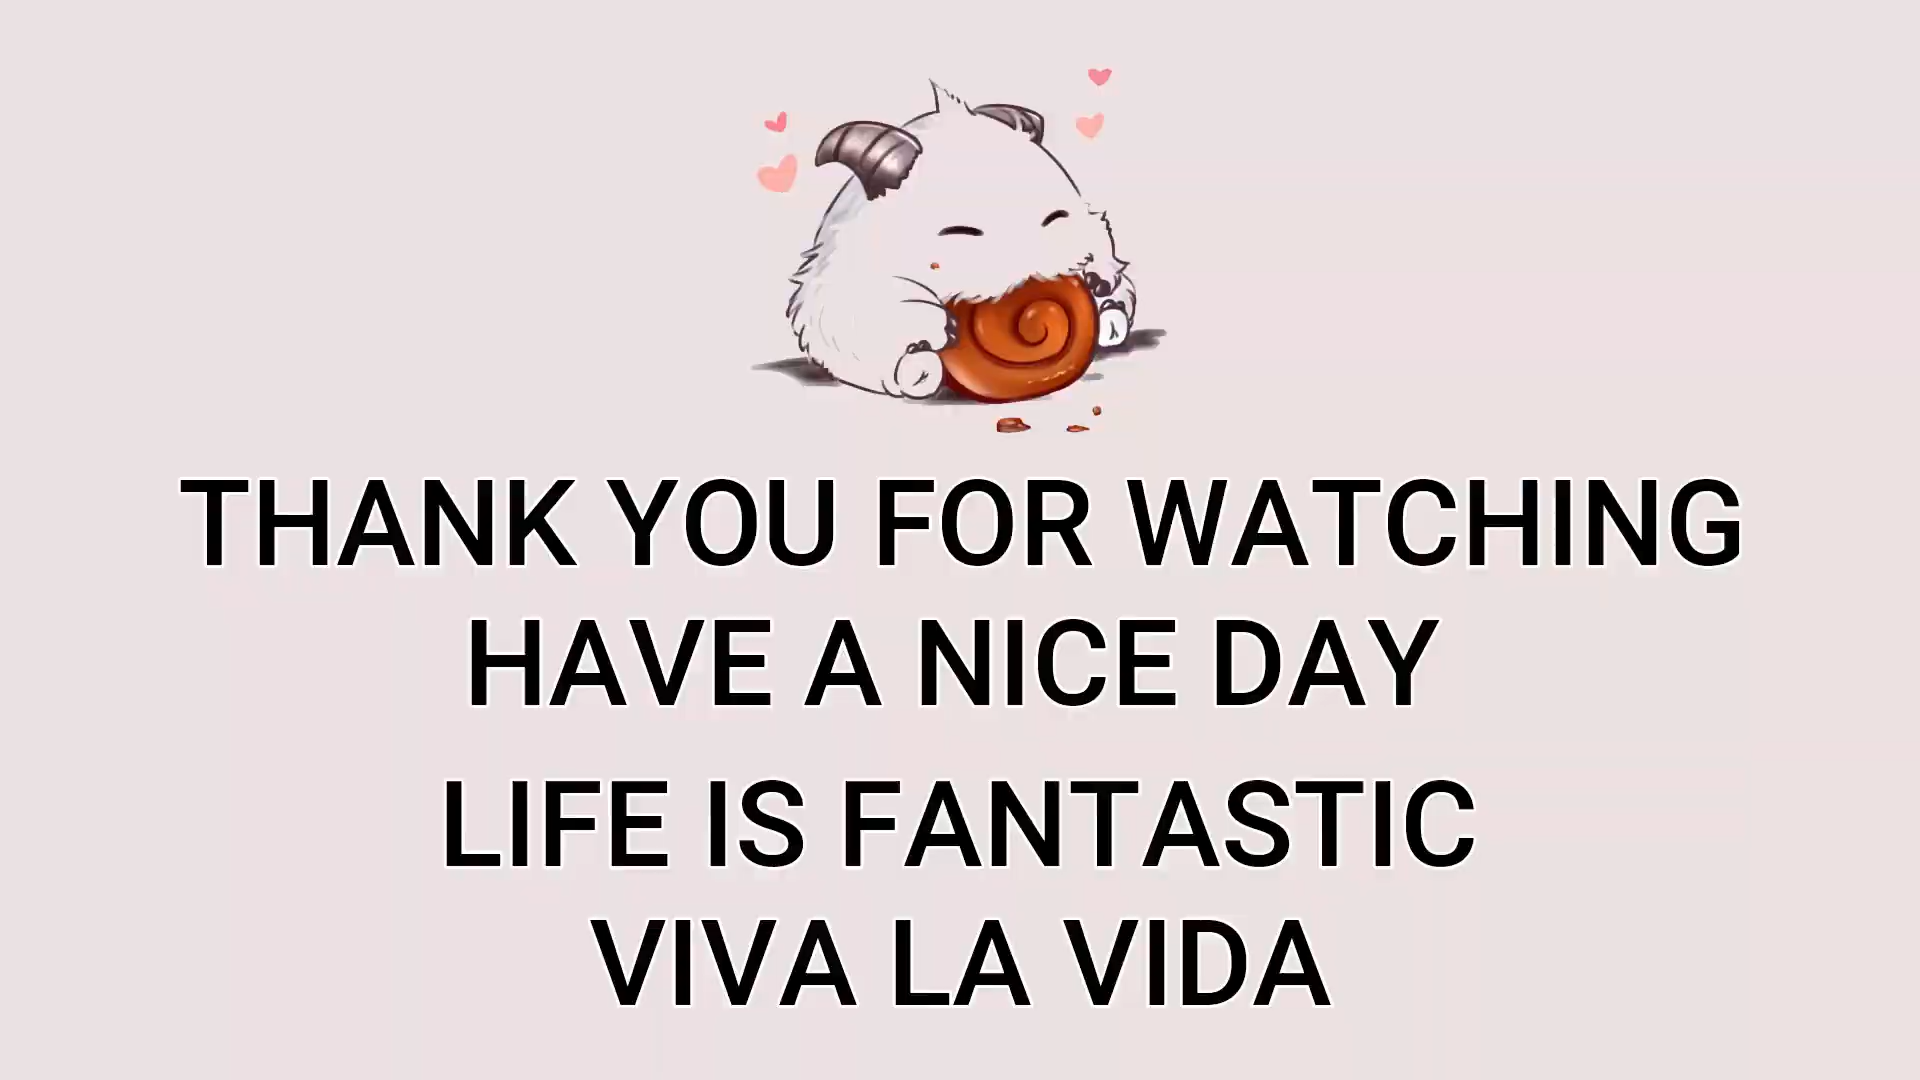 THANK YOU FOR WATCHING
HAVE A NICE DAY
LIFE IS FANTASTIC
VIVA LA VIDA